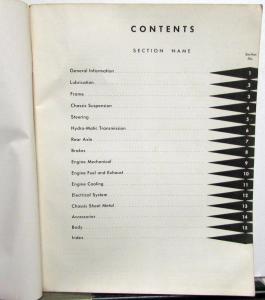 CONTENTS
SECTION NAME
Section
No.
General Information 1
Lubrication 2
Frame 3
Chassis Suspension 4
Steering 5
Hydra-Matic Transmission 6
Rear Axle 7
Brakes 8
Engine Mechanical 9
Engine Fuel and Exhaust 10
Engine Cooling 11
Electrical System 12
Chassis Sheet Metal 13
Accessories 14
Body 15
Index